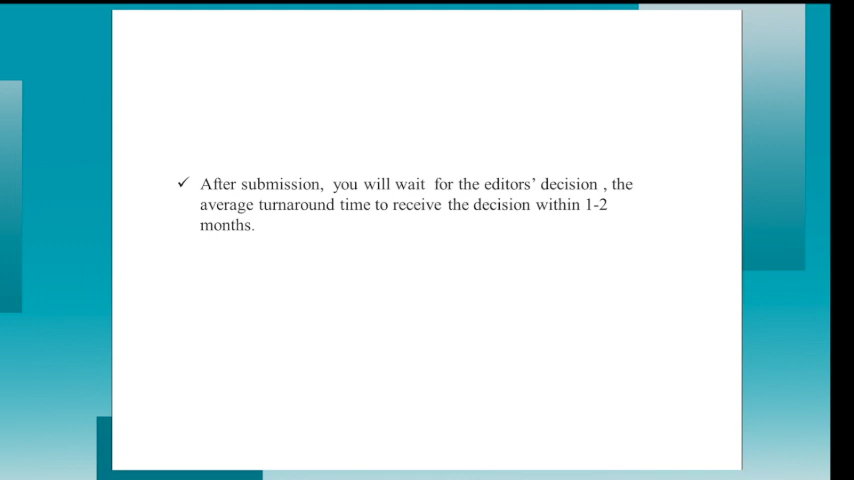 ✓ After submission, you will wait for the editors’ decision , the
average turnaround time to receive the decision within 1-2
months.